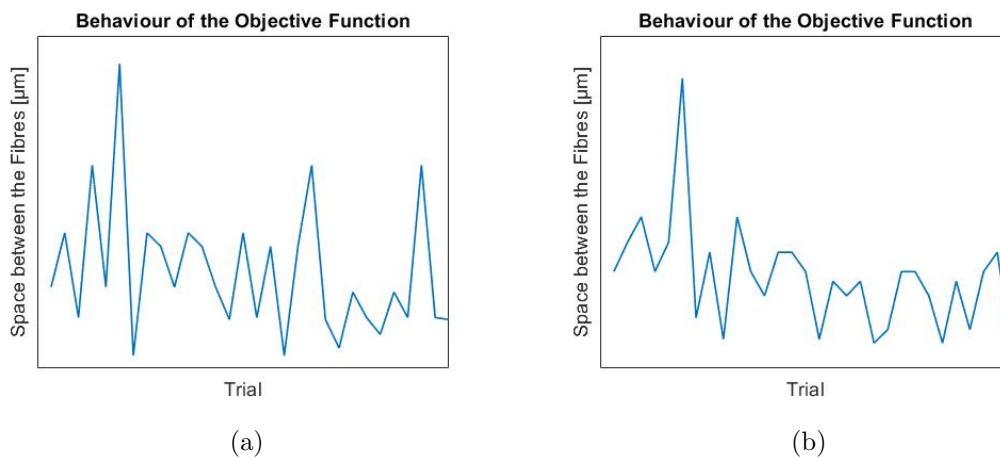 Behaviour of the Objective Function
Space between the Fibres [µm]
Trial
(a)
Behaviour of the Objective Function
Space between the Fibres [µm]
Trial
(b)